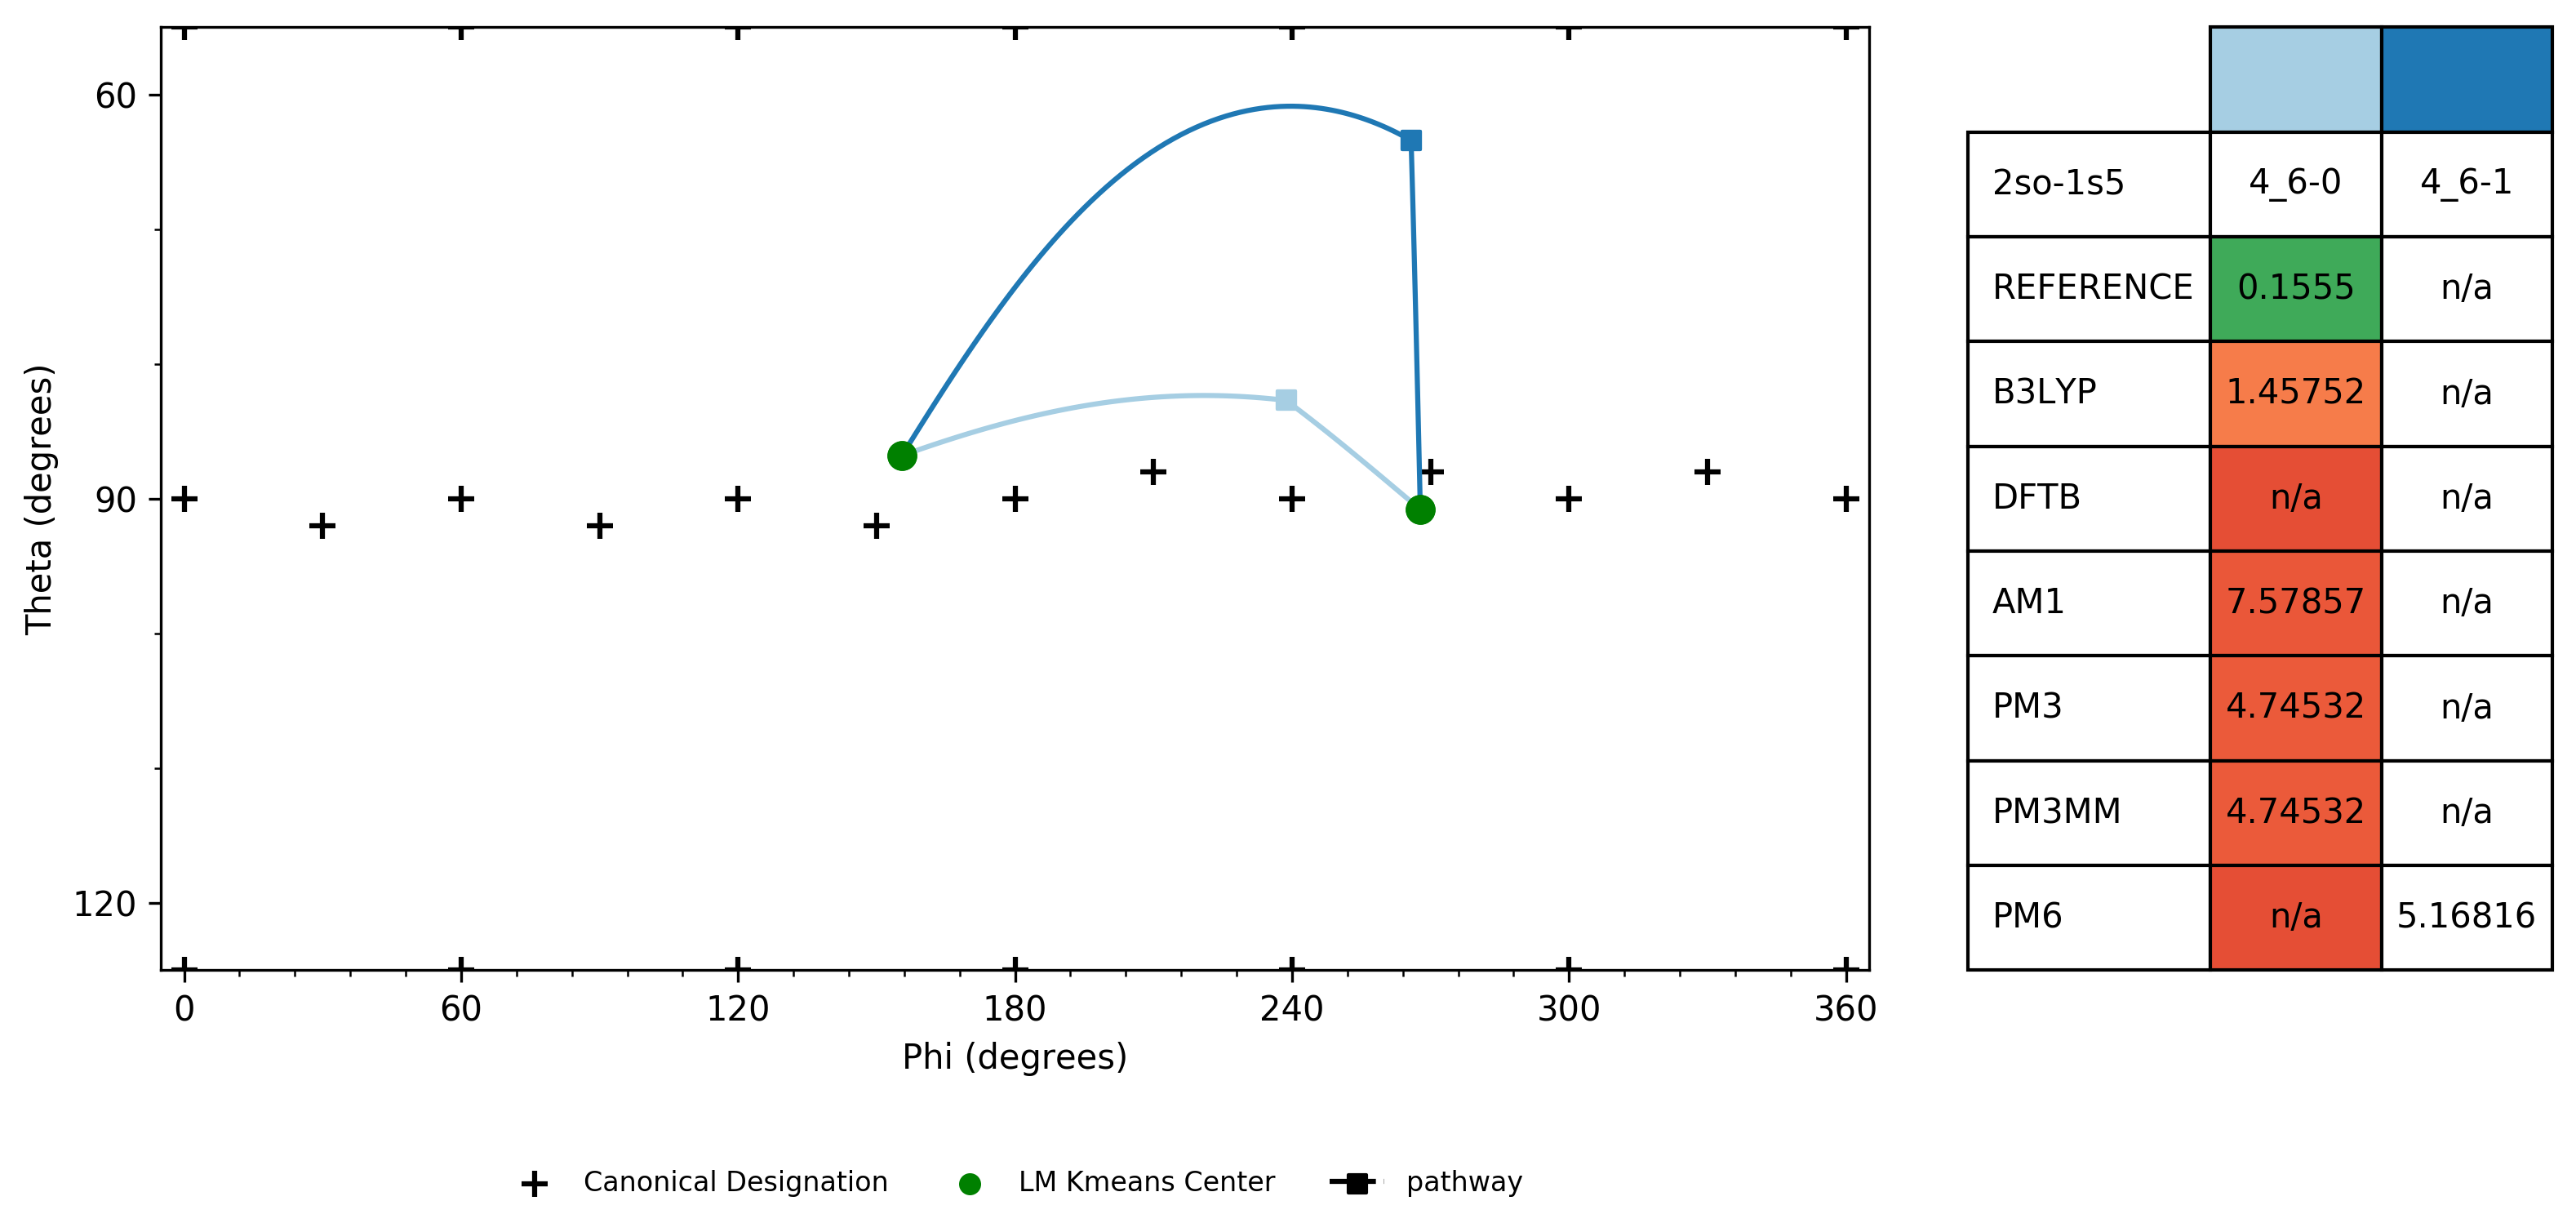 60
90
120
Theta (degrees)
0 60 120 180 240 300 360
Phi (degrees)
Canonical Designation LM Kmeans Center pathway
2so-1s5 4_6-0 4_6-1
REFERENCE 0.1555 n/a
B3LYP 1.45752 n/a
DFTB n/a n/a
AM1 7.57857 n/a
PM3 4.74532 n/a
PM3MM 4.74532 n/a
PM6 n/a 5.16816